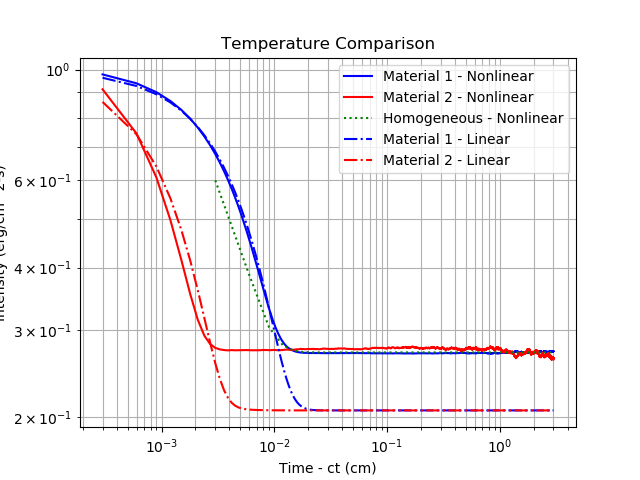 Temperature Comparison
Material 1 - Nonlinear
Material 2 - Nonlinear
Homogeneous - Nonlinear
Material 1 - Linear
Material 2 - Linear
10⁰
6 × 10⁻¹
4 × 10⁻¹
3 × 10⁻¹
2 × 10⁻¹
10⁻³ 10⁻² 10⁻¹ 10⁰
Time - ct (cm)